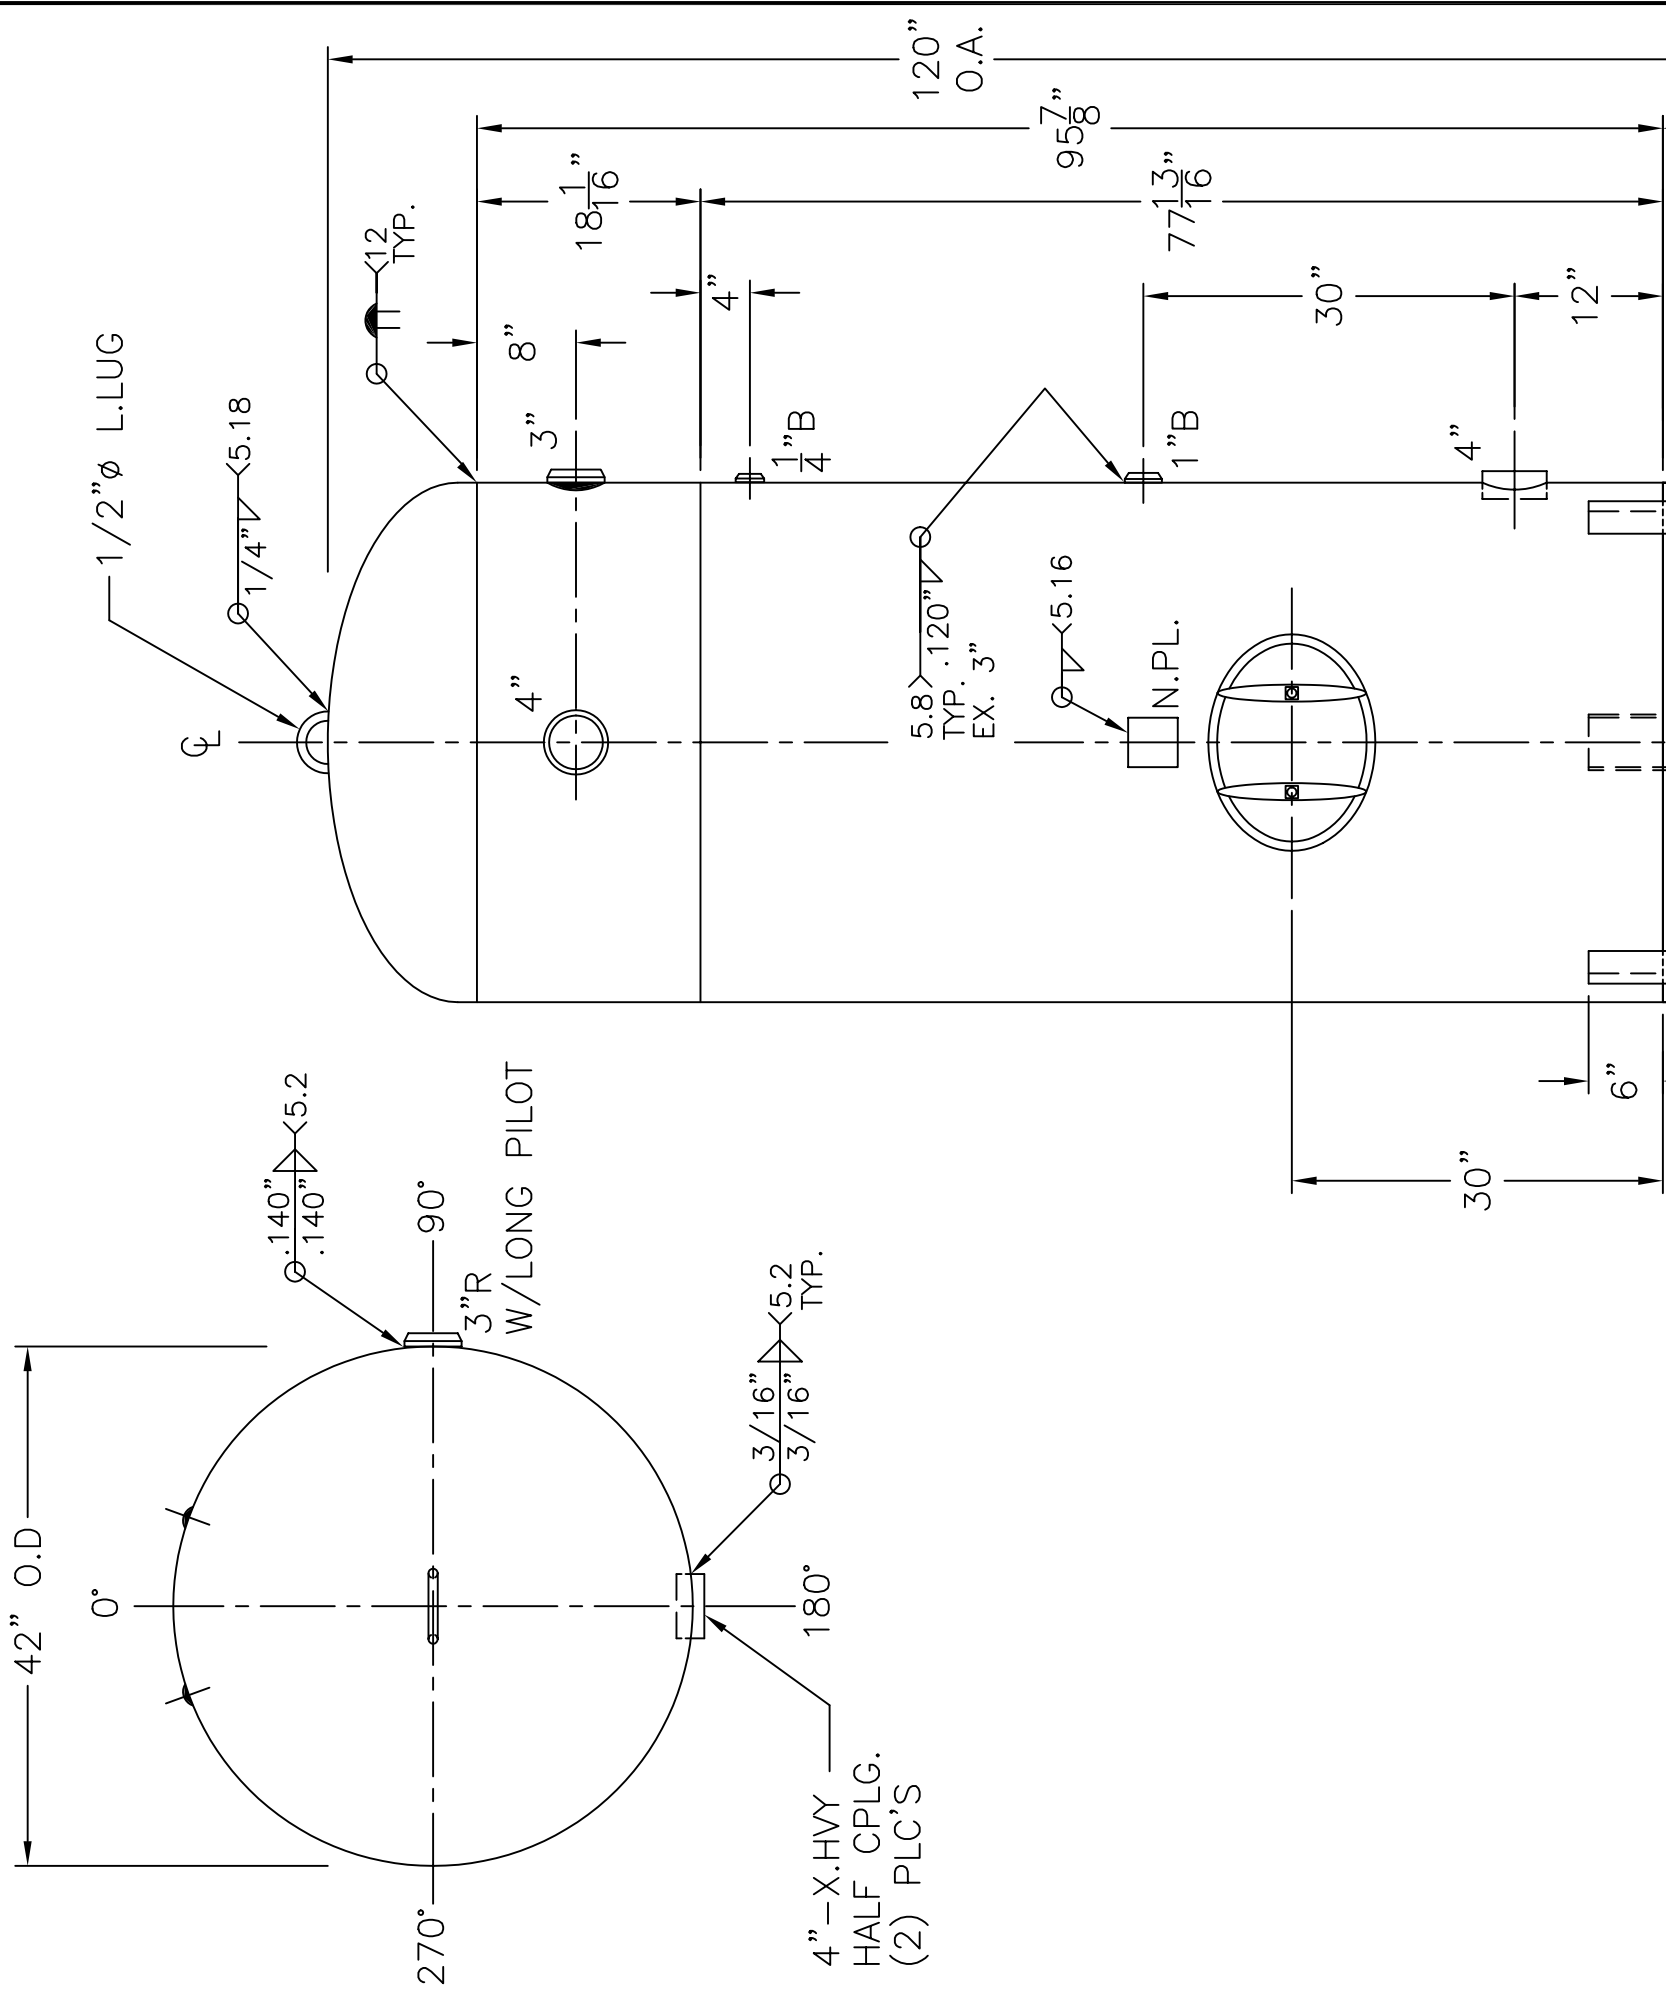 42" O.D
0°
.140"
.140"
5.2
270°
90°
3"R
W/LONG PILOT
3/16"
3/16"
5.2
TYP.
180°
4"-X.HVY
HALF CPLG.
(2) PLC'S
1/2"ø L.LUG
1/4"
5.18
℄
12
TYP.
4"
3"
8"
18 1/16"
120"
O.A.
4"
1/4"B
95 7/8"
5.8
.120"
TYP.
EX. 3"
5.16
N.PL.
1"B
77 13/16"
30"
4"
30"
12"
6"